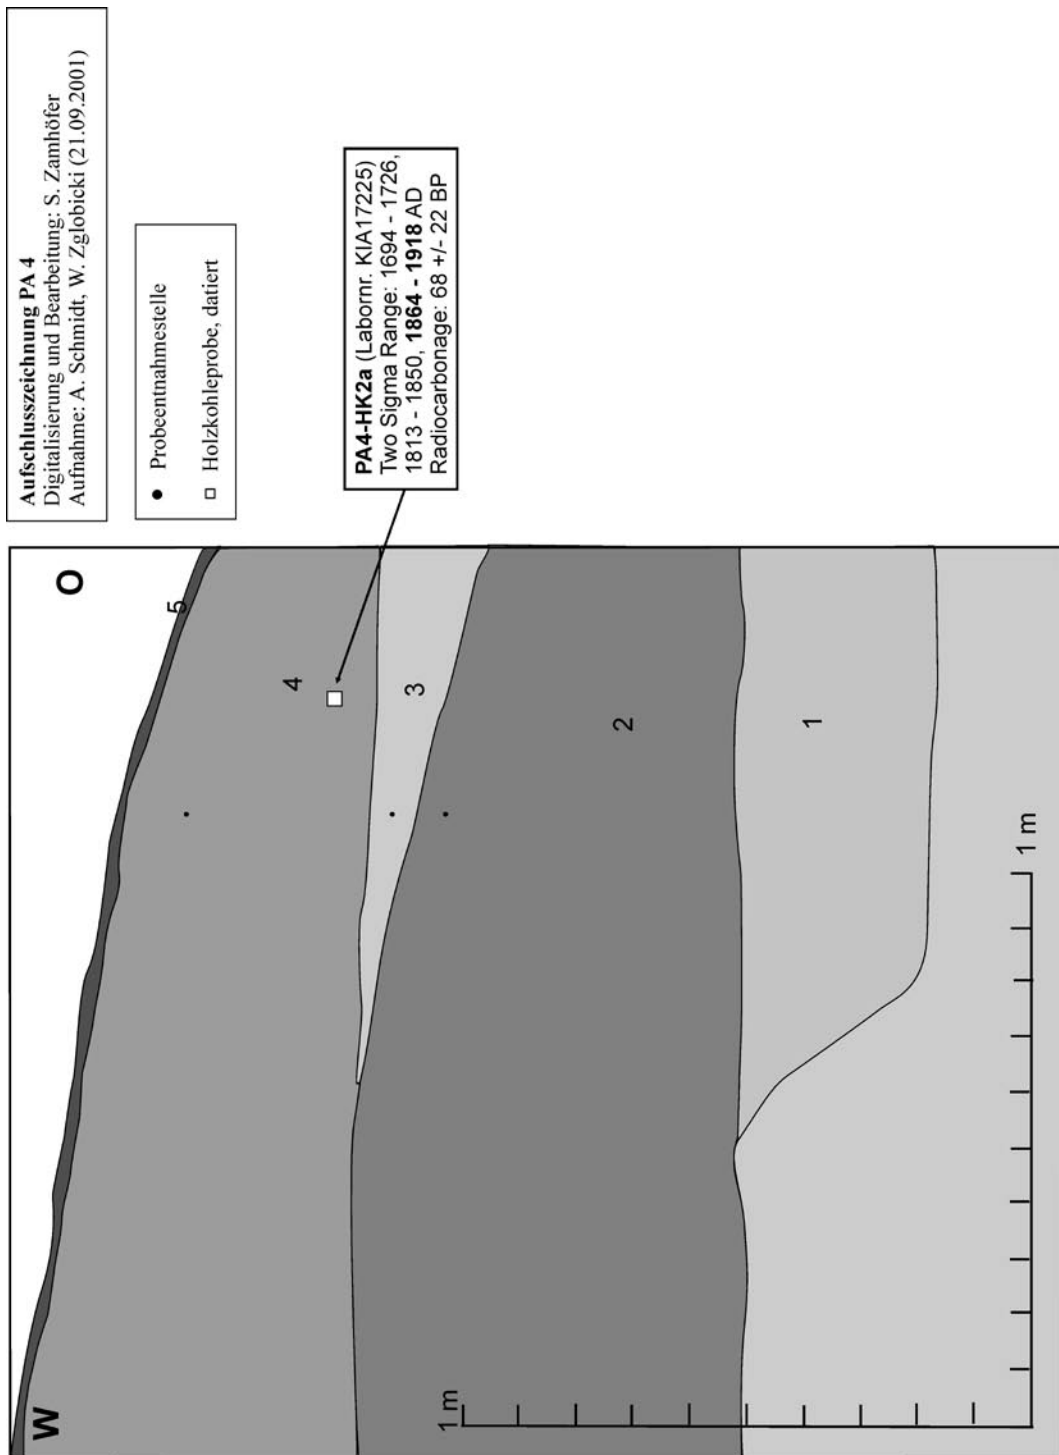 Aufschlusszeichnung PA 4
Digitalisierung und Bearbeitung: S. Zamhöfer
Aufnahme: A. Schmidt, W. Zglobicki (21.09.2001)
Probeentnahmestelle
Holzkohleprobe, datiert
PA4-HK2a (Labornr. KIA17225)
Two Sigma Range: 1694 - 1726,
1813 - 1850, 1864 - 1918 AD
Radiocarbonage: 68 +/- 22 BP
W
O
5
4
3
2
1
1 m
1 m